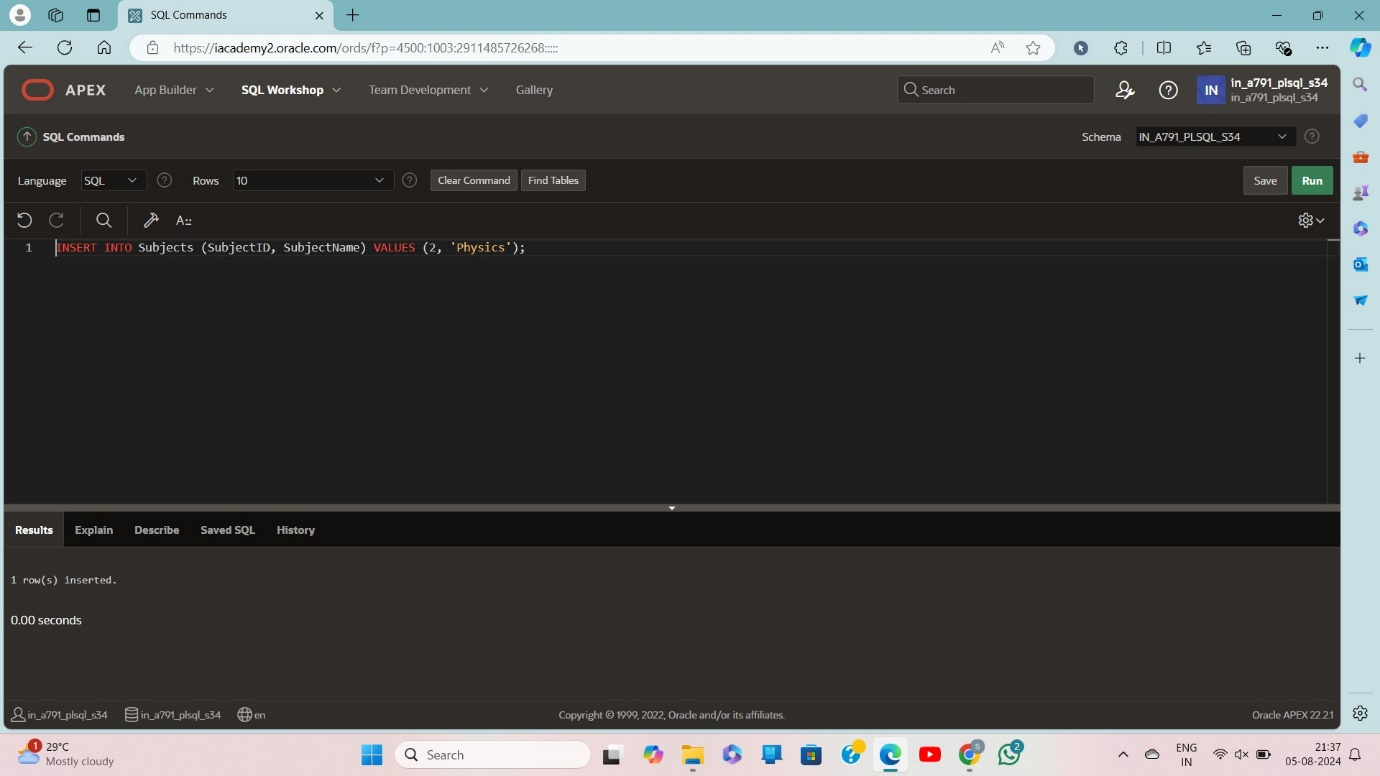 SQL Commands
https://iacademy2.oracle.com/ords/f?p=4500:1003:2911485726268:::::
APEX App Builder SQL Workshop Team Development Gallery Search IN in_a791_plsql_s34
in_a791_plsql_s34
SQL Commands Schema IN_A791_PLSQL_S34
Language SQL Rows 10 Clear Command Find Tables Save Run
A::
1 INSERT INTO Subjects (SubjectID, SubjectName) VALUES (2, 'Physics');
Results Explain Describe Saved SQL History
1 row(s) inserted.
0.00 seconds
in_a791_plsql_s34 in_a791_plsql_s34 en Copyright © 1999, 2022, Oracle and/or its affiliates. Oracle APEX 22.2.1
1 29°C
Mostly cloudy
Search
5
2
ENG
IN
21:37
05-08-2024